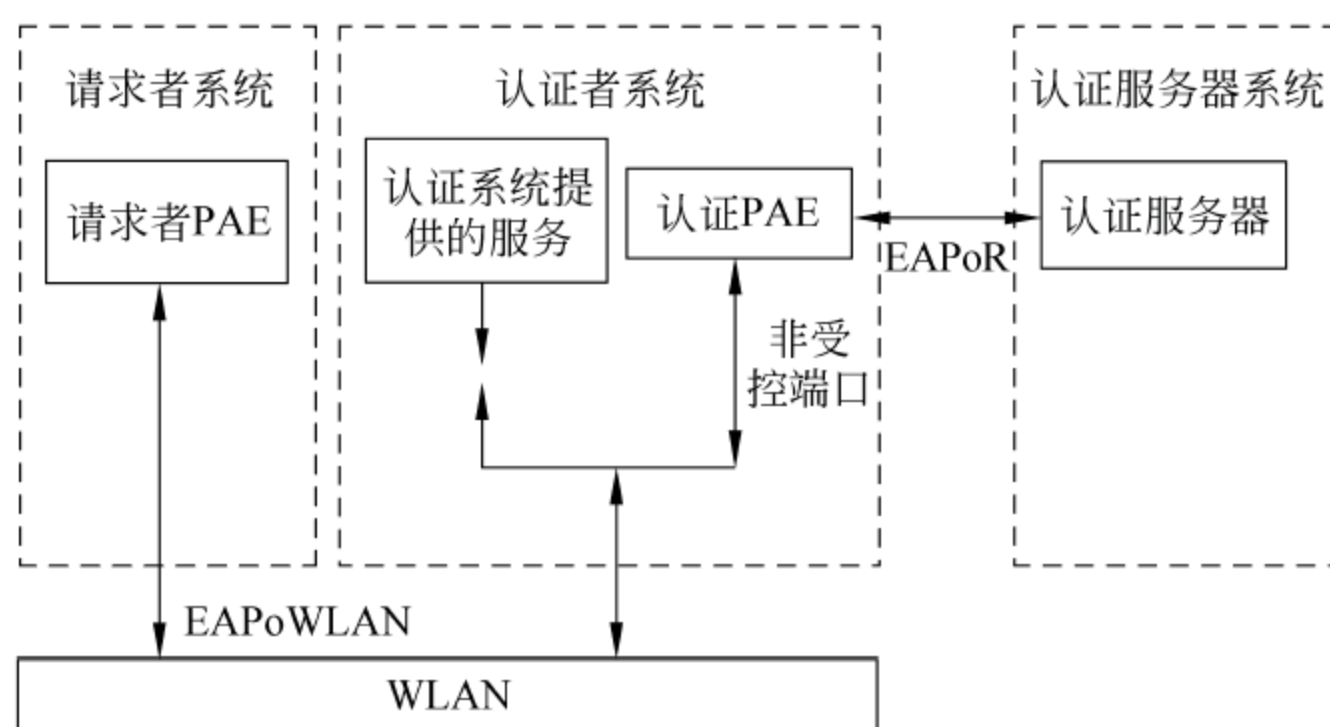 请求者系统
认证者系统
认证服务器系统
请求者PAE
认证系统提
供的服务
认证PAE
认证服务器
EAPoR
非受
控端口
EAPoWLAN
WLAN